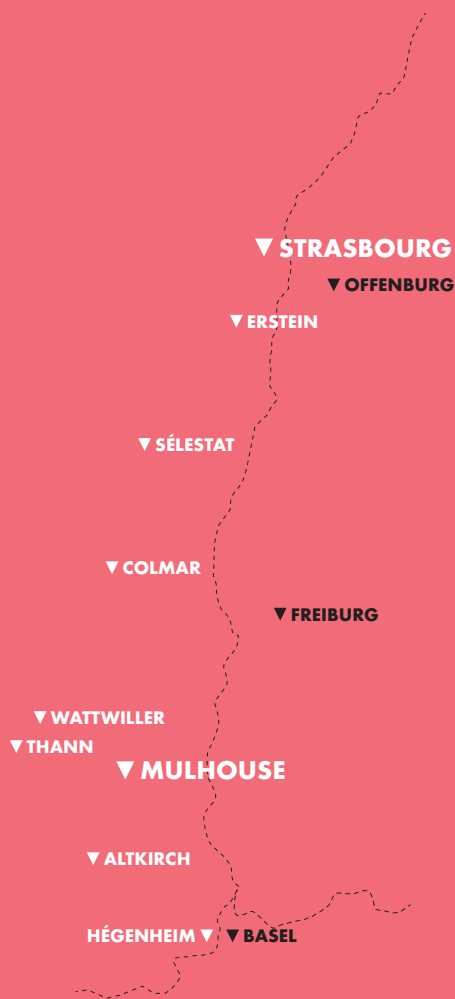 STRASBOURG
OFFENBURG
ERSTEIN
SÉLESTAT
COLMAR
FREIBURG
WATTWILLER
THANN
MULHOUSE
ALTKIRCH
HÉGENHEIM
BASEL